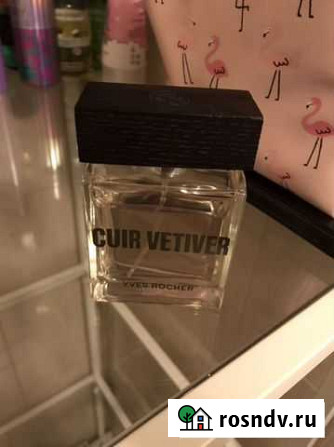 CUIR VETIVER
YVES ROCHER
rosndv.ru